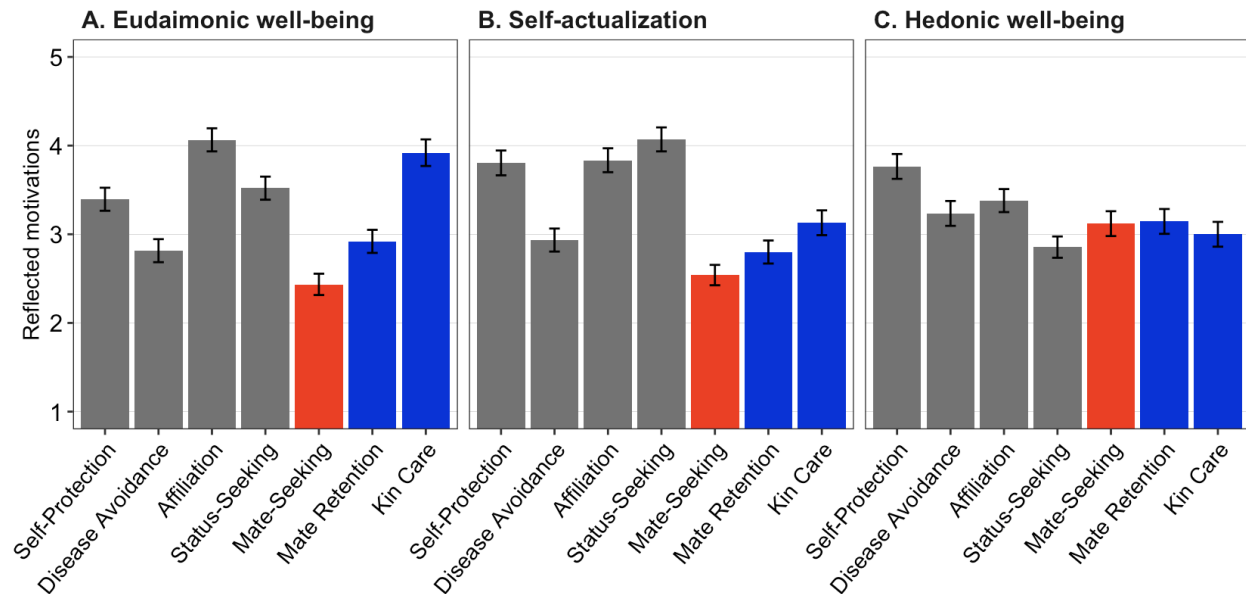 A. Eudaimonic well-being
B. Self-actualization
C. Hedonic well-being
Reflected motivations
5
4
3
2
1
Self-Protection
Disease Avoidance
Affiliation
Status-Seeking
Mate-Seeking
Mate Retention
Kin Care
Self-Protection
Disease Avoidance
Affiliation
Status-Seeking
Mate-Seeking
Mate Retention
Kin Care
Self-Protection
Disease Avoidance
Affiliation
Status-Seeking
Mate-Seeking
Mate Retention
Kin Care